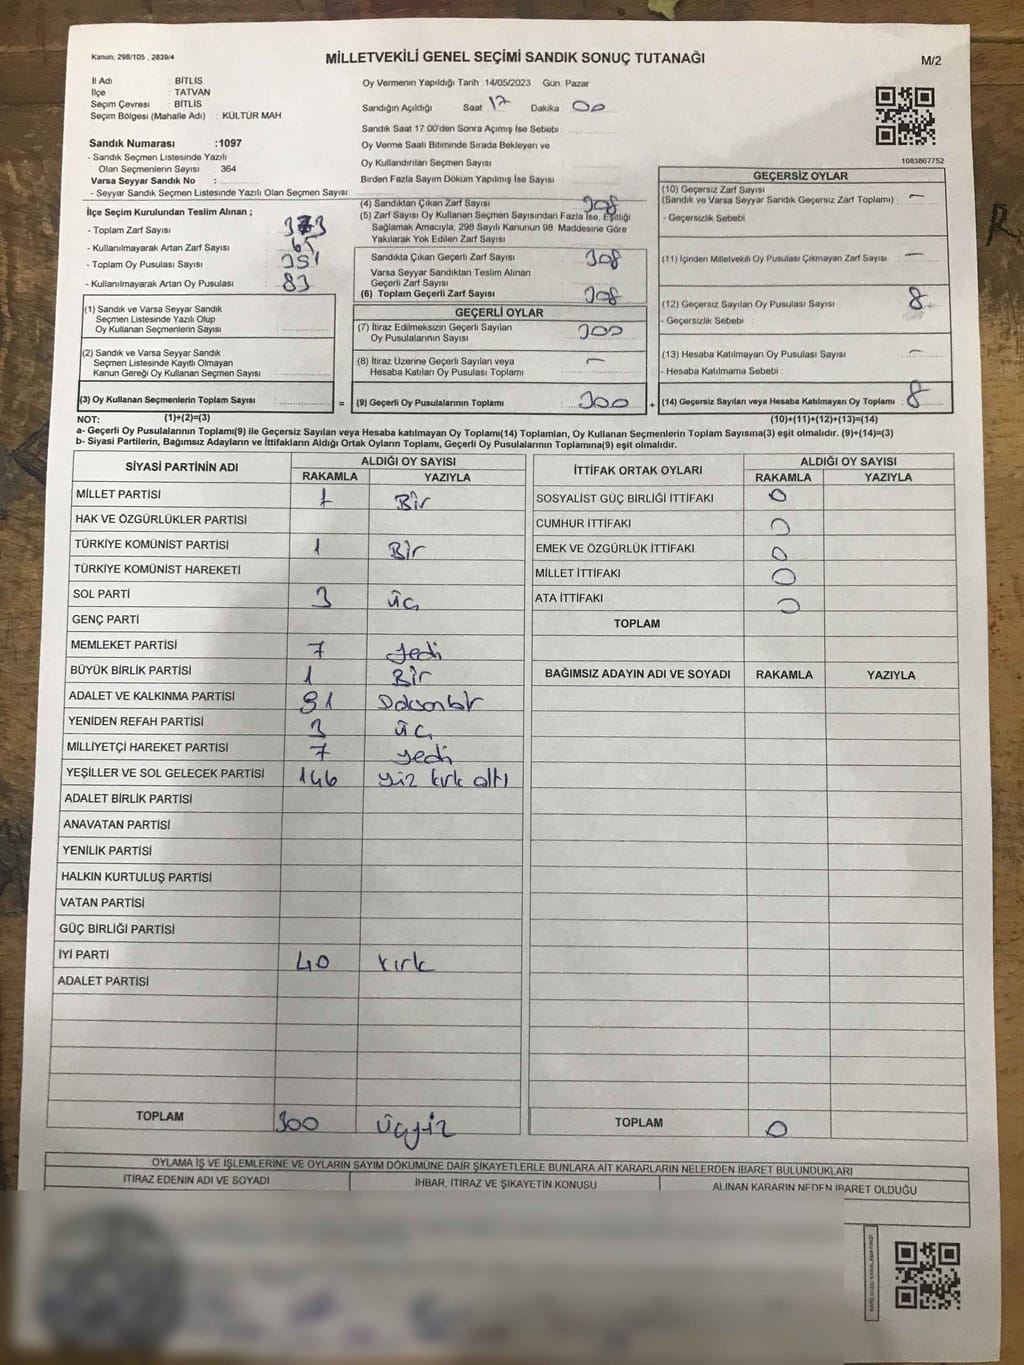 Kanun; 298/105 , 2839/4
MİLLETVEKİLİ GENEL SEÇİMİ SANDIK SONUÇ TUTANAĞI
M/2
İl Adı : BİTLİS
İlçe : TATVAN
Seçim Çevresi : BİTLİS
Seçim Bölgesi (Mahalle Adı) : KÜLTÜR MAH.
Oy Vermenin Yapıldığı Tarih :14/05/2023 Gün: Pazar
Sandığın Açıldığı Saat 17 Dakika 00
Sandık Saat 17:00'den Sonra Açımış İse Sebebi :
Oy Verme Saati Bitiminde Sırada Bekleyen ve
Oy Kullandırılan Seçmen Sayısı :
Birden Fazla Sayım Döküm Yapılmış İse Sayısı :
1083867752
Sandık Numarası :1097
- Sandık Seçmen Listesinde Yazılı
Olan Seçmenlerin Sayısı : 364
Varsa Seyyar Sandık No :
- Seyyar Sandık Seçmen Listesinde Yazılı Olan Seçmen Sayısı:
İlçe Seçim Kurulundan Teslim Alınan ;
- Toplam Zarf Sayısı : 373
- Kullanılmayarak Artan Zarf Sayısı : 65
- Toplam Oy Pusulası Sayısı : 391
- Kullanılmayarak Artan Oy Pusulası : 83
(1) Sandık ve Varsa Seyyar Sandık
Seçmen Listesinde Yazılı Olup
Oy Kullanan Seçmenlerin Sayısı :
(2) Sandık ve Varsa Seyyar Sandık
Seçmen Listesinde Kayıtlı Olmayan
Kanun Gereği Oy Kullanan Seçmen Sayısı :
(3) Oy Kullanan Seçmenlerin Toplam Sayısı :
(4) Sandıktan Çıkan Zarf Sayısı : 308
(5) Zarf Sayısı Oy Kullanan Seçmen Sayısından Fazla İse, Eşitliği
Sağlamak Amacıyla, 298 Sayılı Kanunun 98. Maddesine Göre
Yakılarak Yok Edilen Zarf Sayısı :
Sandıkta Çıkan Geçerli Zarf Sayısı : 308
Varsa Seyyar Sandıktan Teslim Alınan
Geçerli Zarf Sayısı :
(6) Toplam Geçerli Zarf Sayısı : 308
GEÇERLİ OYLAR
(7) İtiraz Edilmeksizin Geçerli Sayılan
Oy Pusulalarının Sayısı : 300
(8) İtiraz Üzerine Geçerli Sayılan veya
Hesaba Katılan Oy Pusulası Toplamı : -
= (9) Geçerli Oy Pusulalarının Toplamı : 300
GEÇERSİZ OYLAR
(10) Geçersiz Zarf Sayısı
(Sandık ve Varsa Seyyar Sandık Geçersiz Zarf Toplamı) : -
- Geçersizlik Sebebi :
(11) İçinden Milletvekili Oy Pusulası Çıkmayan Zarf Sayısı : -
(12) Geçersiz Sayılan Oy Pusulası Sayısı : 8
- Geçersizlik Sebebi :
(13) Hesaba Katılmayan Oy Pusulası Sayısı : -
- Hesaba Katılmama Sebebi :
+ (14) Geçersiz Sayılan veya Hesaba Katılmayan Oy Toplamı : 8
NOT: (1)+(2)=(3) (10)+(11)+(12)+(13)=(14)
a- Geçerli Oy Pusulalarının Toplamı(9) ile Geçersiz Sayılan veya Hesaba katılmayan Oy Toplamı(14) Toplamları, Oy Kullanan Seçmenlerin Toplam Sayısına(3) eşit olmalıdır. (9)+(14)=(3)
b- Siyasi Partilerin, Bağımsız Adayların ve İttifakların Aldığı Ortak Oyların Toplamı, Geçerli Oy Pusulalarının Toplamına(9) eşit olmalıdır.
SİYASİ PARTİNİN ADI ALDIĞI OY SAYISI
RAKAMLA YAZIYLA
MİLLET PARTİSİ 1 Bir
HAK VE ÖZGÜRLÜKLER PARTİSİ
TÜRKİYE KOMÜNİST PARTİSİ 1 Bir
TÜRKİYE KOMÜNİST HAREKETİ
SOL PARTİ 3 üç
GENÇ PARTİ
MEMLEKET PARTİSİ 7 yedi
BÜYÜK BİRLİK PARTİSİ 1 Bir
ADALET VE KALKINMA PARTİSİ 91 Doksanbir
YENİDEN REFAH PARTİSİ 3 üç
MİLLİYETÇİ HAREKET PARTİSİ 7 yedi
YEŞİLLER VE SOL GELECEK PARTİSİ 146 yüz kırk altı
ADALET BİRLİK PARTİSİ
ANAVATAN PARTİSİ
YENİLİK PARTİSİ
HALKIN KURTULUŞ PARTİSİ
VATAN PARTİSİ
GÜÇ BİRLİĞİ PARTİSİ
İYİ PARTİ 40 kırk
ADALET PARTİSİ
TOPLAM 300 üçyüz
İTTİFAK ORTAK OYLARI ALDIĞI OY SAYISI
RAKAMLA YAZIYLA
SOSYALİST GÜÇ BİRLİĞİ İTTİFAKI 0
CUMHUR İTTİFAKI 0
EMEK VE ÖZGÜRLÜK İTTİFAKI 0
MİLLET İTTİFAKI 0
ATA İTTİFAKI 0
TOPLAM
BAĞIMSIZ ADAYIN ADI VE SOYADI RAKAMLA YAZIYLA
TOPLAM 0
OYLAMA İŞ VE İŞLEMLERİNE VE OYLARIN SAYIM DÖKÜMÜNE DAİR ŞİKAYETLERLE BUNLARA AİT KARARLARIN NELERDEN İBARET BULUNDUKLARI
İTİRAZ EDENİN ADI VE SOYADI İHBAR, İTİRAZ VE ŞİKAYETİN KONUSU ALINAN KARARIN NEDEN İBARET OLDUĞU